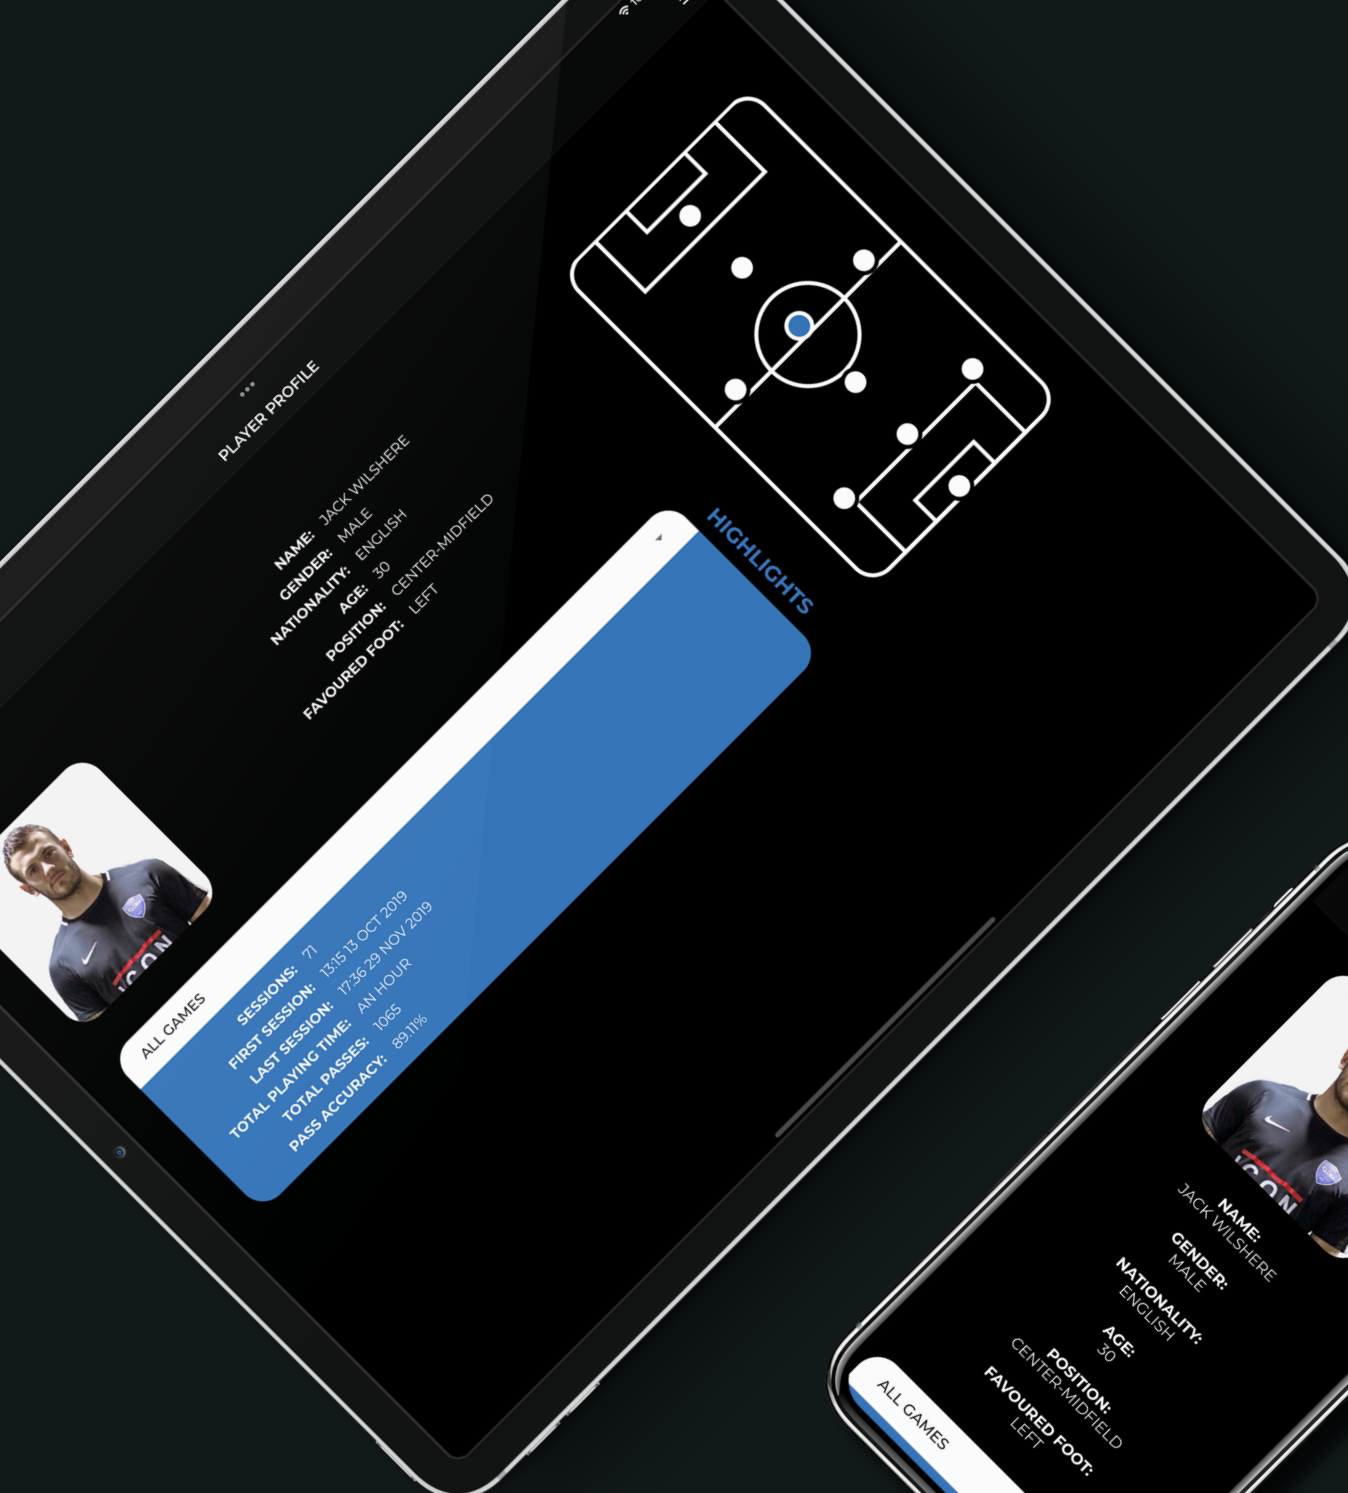 PLAYER PROFILE
NAME: JACK WILSHERE
GENDER: MALE
NATIONALITY: ENGLISH
AGE: 30
POSITION: CENTER-MIDFIELD
FAVOURED FOOT: LEFT
ALL GAMES
SESSIONS: 71
FIRST SESSION: 13:15 13 OCT 2019
LAST SESSION: 17:36 29 NOV 2019
TOTAL PLAYING TIME: AN HOUR
TOTAL PASSES: 1065
PASS ACCURACY: 89.11%
HIGHLIGHTS
NAME:
JACK WILSHERE
GENDER:
MALE
NATIONALITY:
ENGLISH
AGE:
30
POSITION:
CENTER-MIDFIELD
FAVOURED FOOT:
LEFT
ALL GAMES